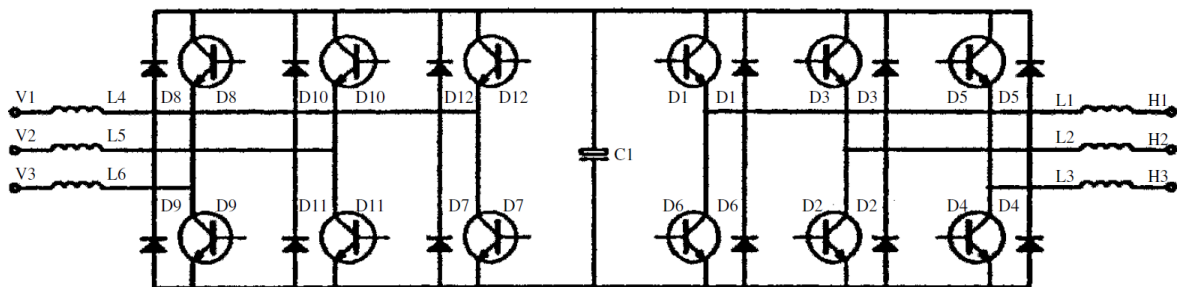 D8 D8 D10 D10 D12 D12 D1 D1 D3 D3 D5 D5
V1 L4 L1 H1
V2 L5 C1 L2 H2
V3 L6 L3 H3
D9 D9 D11 D11 D7 D7 D6 D6 D2 D2 D4 D4